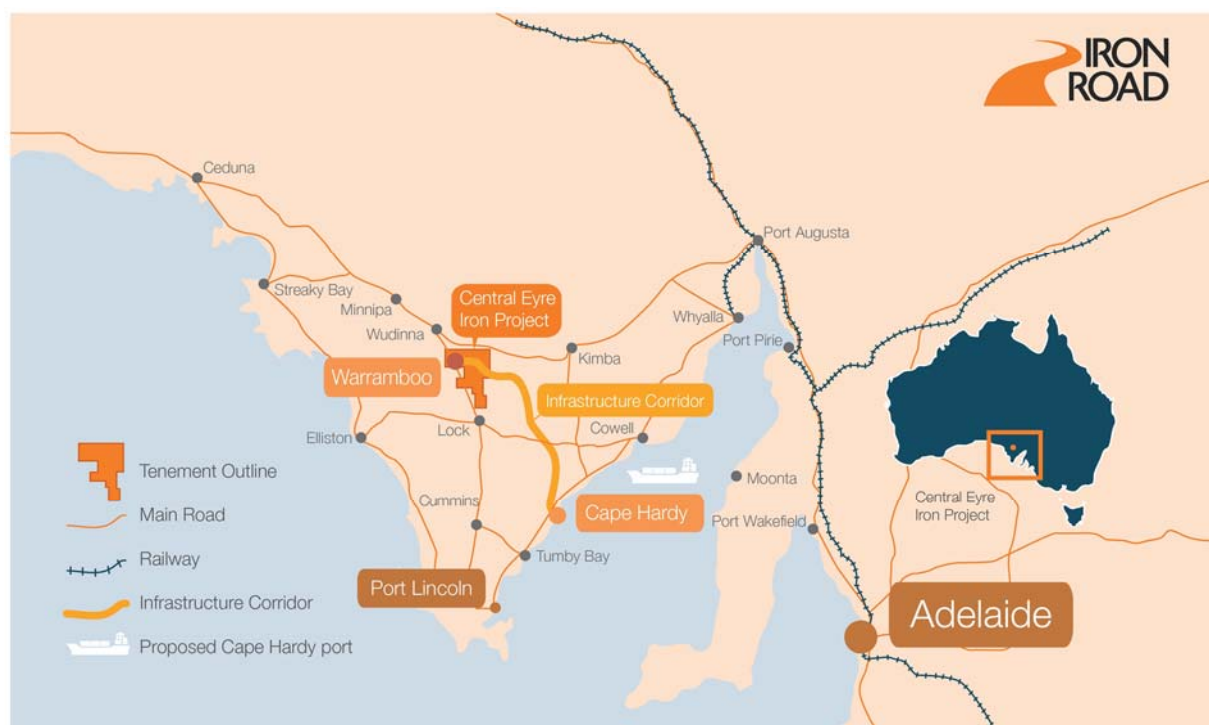 IRON
ROAD
Ceduna
Port Augusta
Streaky Bay
Minnipa
Central Eyre
Iron Project
Wudinna
Whyalla
Port Pirie
Kimba
Warramboo
Infrastructure Corridor
Elliston
Lock
Cowell
Tenement Outline
Moonta
Central Eyre
Iron Project
Main Road
Cummins
Cape Hardy
Port Wakefield
Railway
Tumby Bay
Port Lincoln
Infrastructure Corridor
Adelaide
Proposed Cape Hardy port